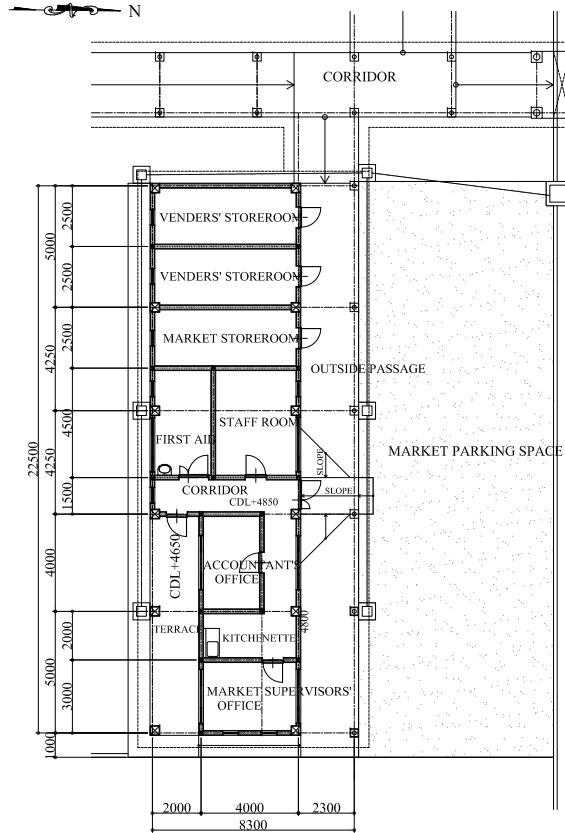 N
CORRIDOR
VENDERS' STOREROOM
VENDERS' STOREROOM
MARKET STOREROOM
OUTSIDE PASSAGE
STAFF ROOM
FIRST AID
MARKET PARKING SPACE
SLOPE
CORRIDOR
SLOPE
CDL+4850
CDL+4650
ACCOUNTANT'S
OFFICE
TERRACE
KITCHENETTE
4800
MARKET SUPERVISORS'
OFFICE
22500
5000
4250
4250
4000
5000
1000
2500
2500
2500
4500
1500
2000
3000
2000
4000
2300
8300